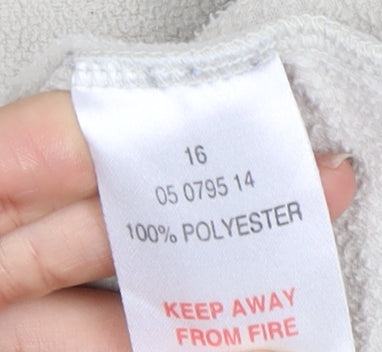 16
05 0795 14
100% POLYESTER
KEEP AWAY
FROM FIRE